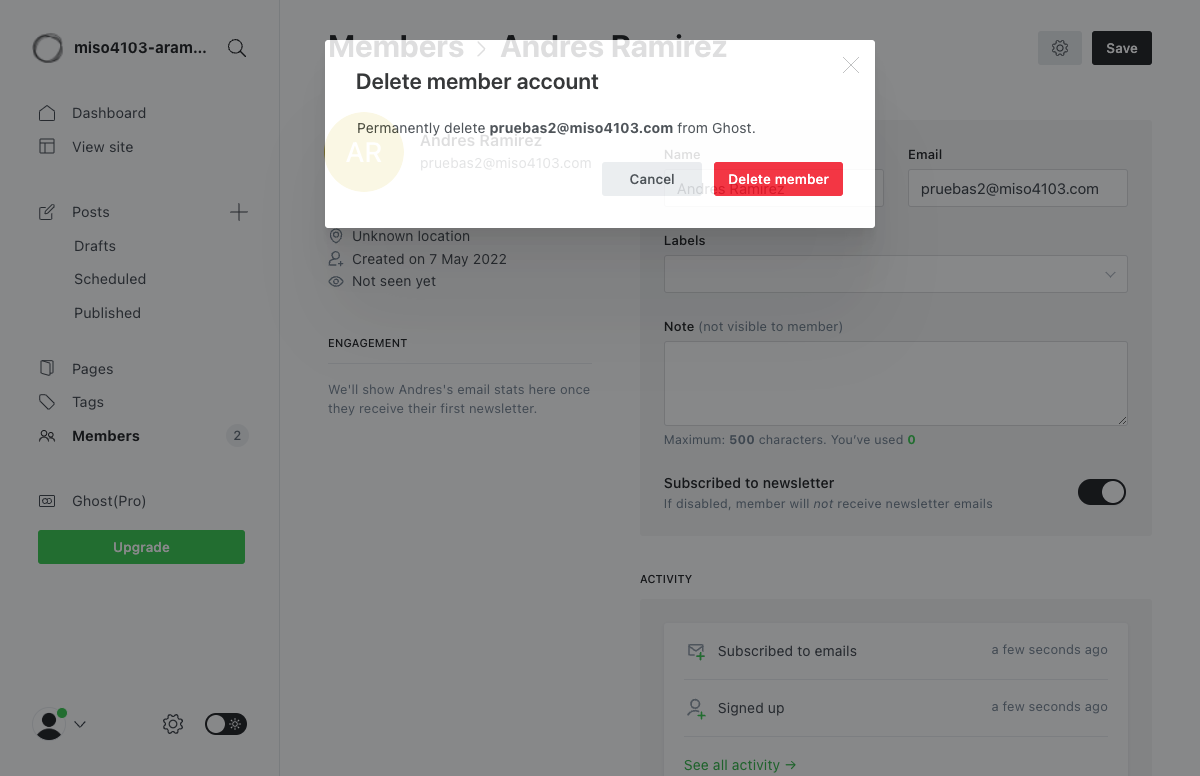 miso4103-aram...
Dashboard
View site
Posts
Drafts
Scheduled
Published
Pages
Tags
Members 2
Ghost(Pro)
Upgrade
Members > Andres Ramirez
Save
Delete member account
Permanently delete pruebas2@miso4103.com from Ghost.
Cancel
Delete member
AR
Andres Ramirez
pruebas2@miso4103.com
Unknown location
Created on 7 May 2022
Not seen yet
ENGAGEMENT
We'll show Andres's email stats here once
they receive their first newsletter.
Name
Andres Ramirez
Email
pruebas2@miso4103.com
Labels
Note (not visible to member)
Maximum: 500 characters. You've used 0
Subscribed to newsletter
If disabled, member will not receive newsletter emails
ACTIVITY
Subscribed to emails a few seconds ago
Signed up a few seconds ago
See all activity →